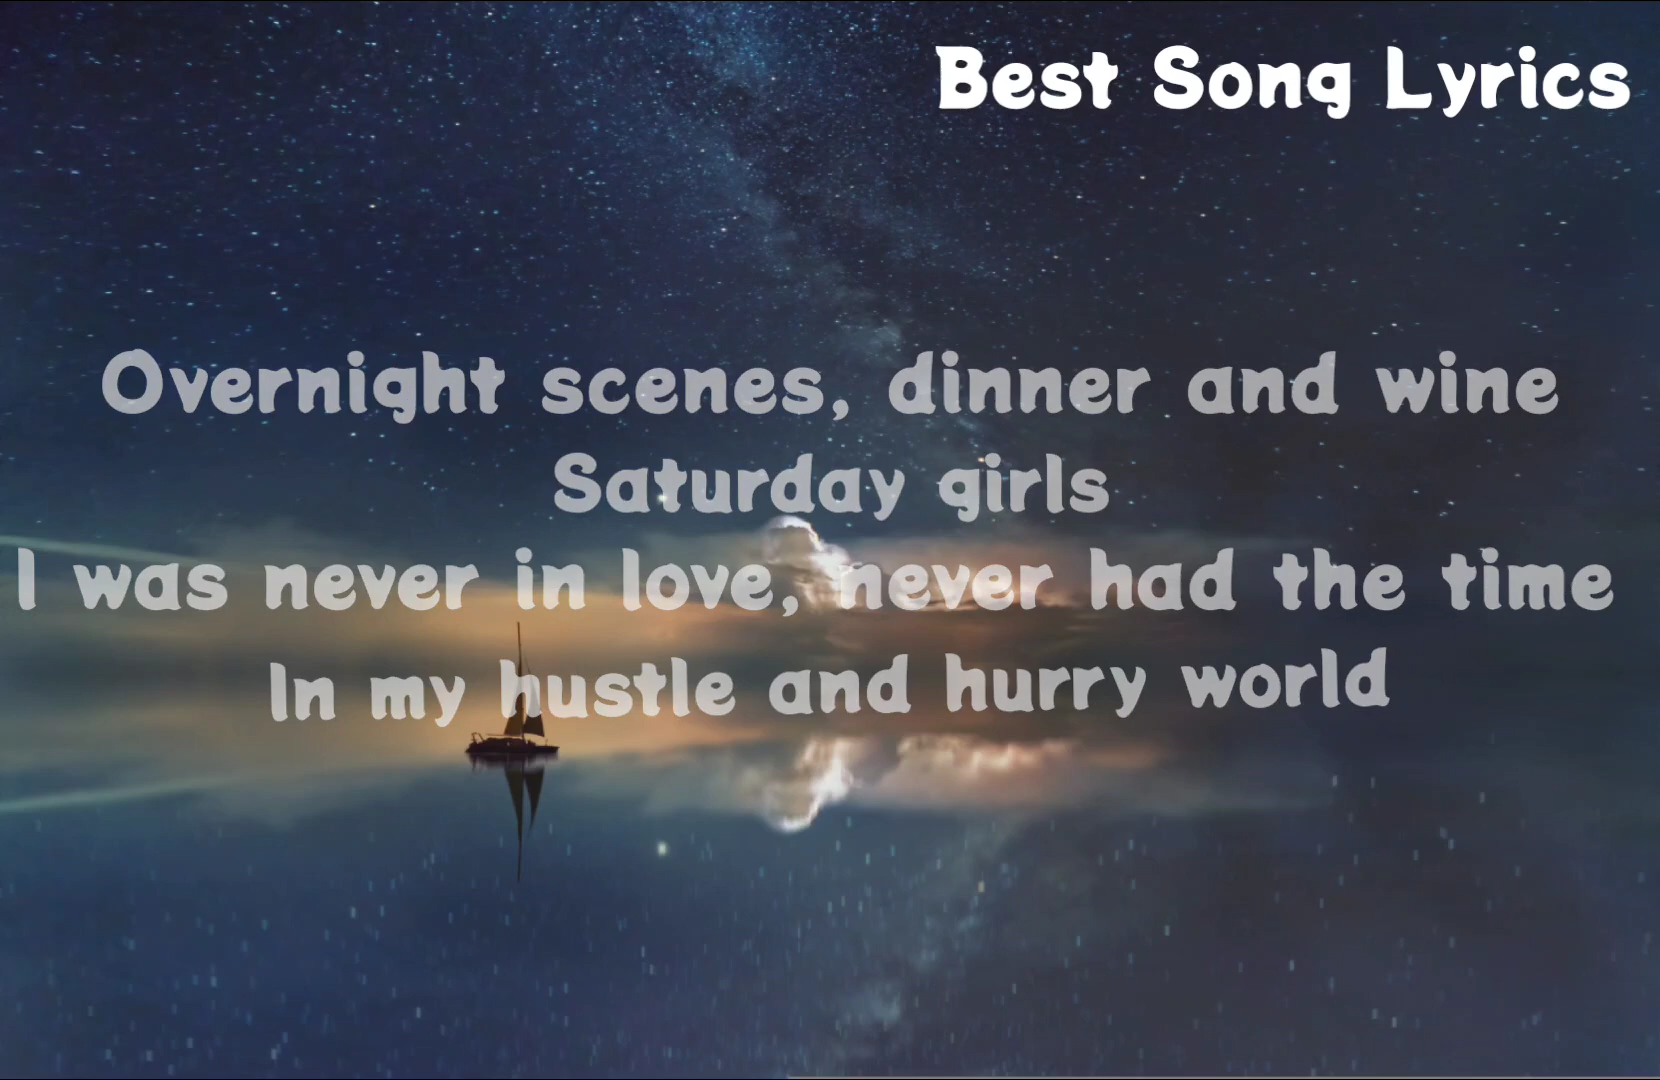 Best Song Lyrics
Overnight scenes, dinner and wine
Saturday girls
I was never in love, never had the time
In my hustle and hurry world